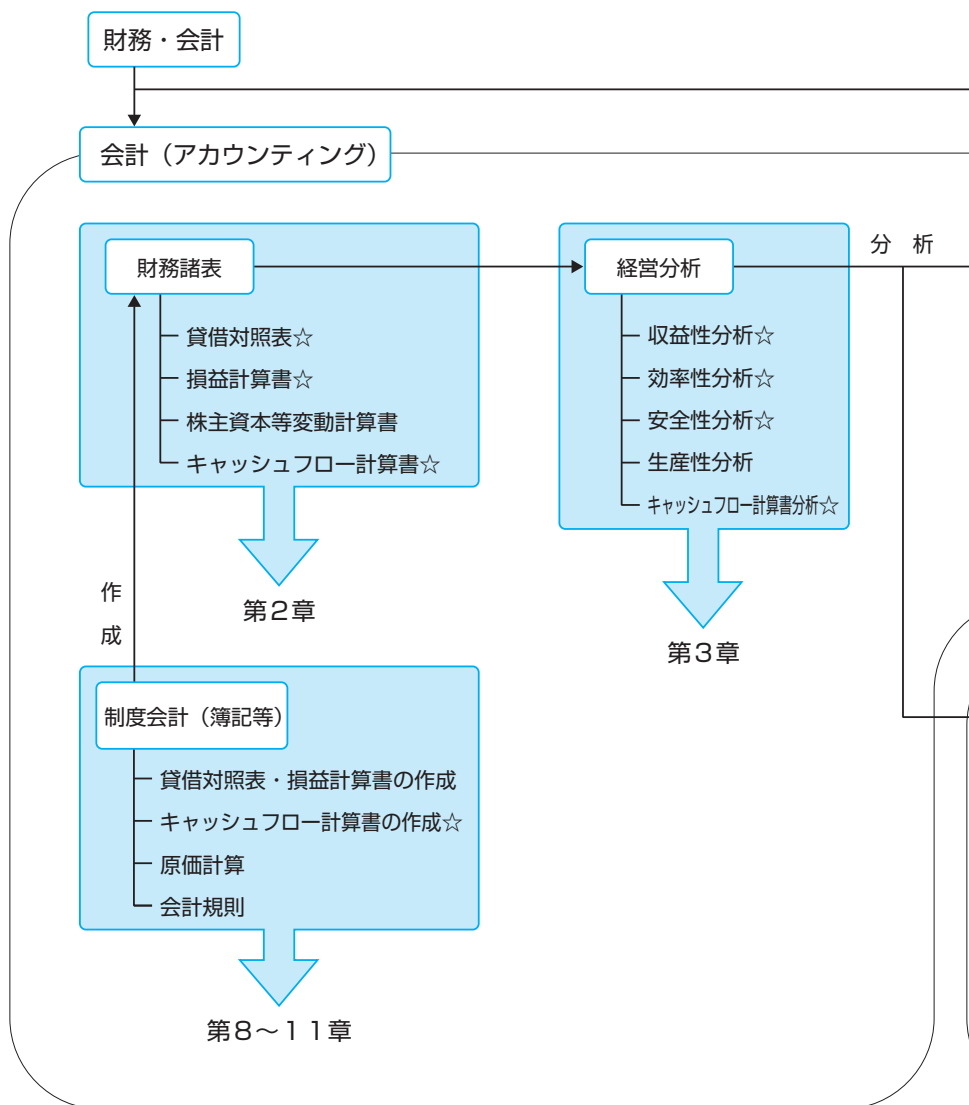 財務・会計
会計（アカウンティング）
財務諸表
貸借対照表☆
損益計算書☆
株主資本等変動計算書
キャッシュフロー計算書☆
第２章
経営分析
収益性分析☆
効率性分析☆
安全性分析☆
生産性分析
キャッシュフロー計算書分析☆
第３章
分　析
作
成
制度会計（簿記等）
貸借対照表・損益計算書の作成
キャッシュフロー計算書の作成☆
原価計算
会計規則
第８～１１章